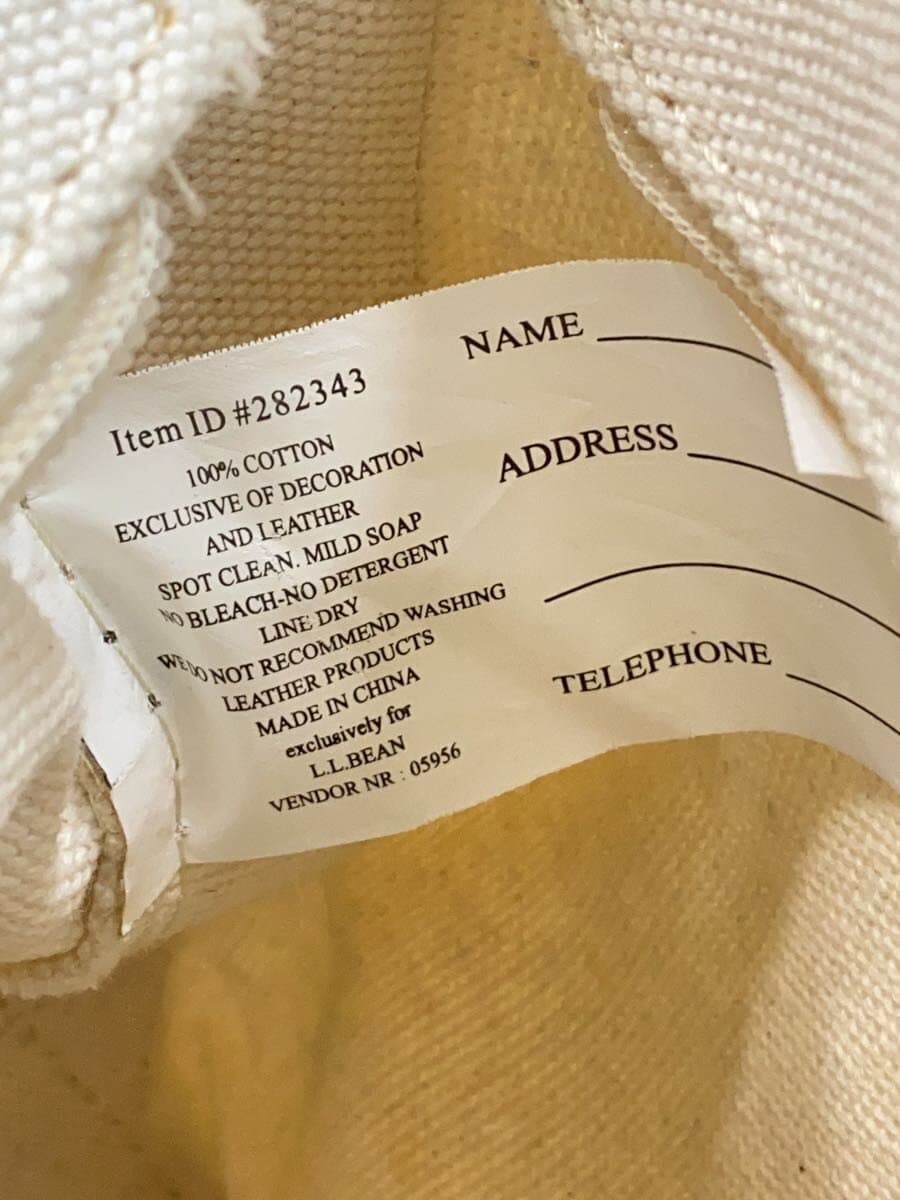 Item ID #282343
100% COTTON
EXCLUSIVE OF DECORATION
AND LEATHER
SPOT CLEAN. MILD SOAP
NO BLEACH-NO DETERGENT
LINE DRY
WE DO NOT RECOMMEND WASHING
LEATHER PRODUCTS
MADE IN CHINA
exclusively for
L.L.BEAN
VENDOR NR : 05956
NAME
ADDRESS
TELEPHONE